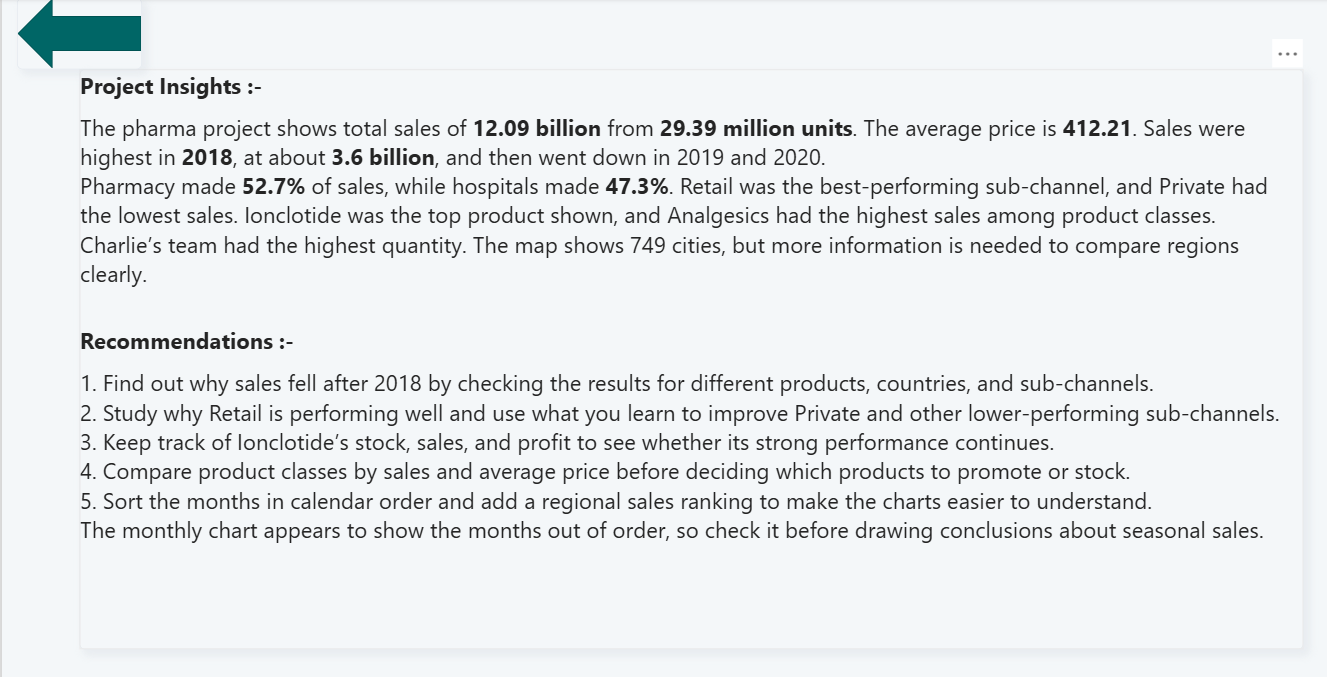 ...
Project Insights :-
The pharma project shows total sales of 12.09 billion from 29.39 million units. The average price is 412.21. Sales were
highest in 2018, at about 3.6 billion, and then went down in 2019 and 2020.
Pharmacy made 52.7% of sales, while hospitals made 47.3%. Retail was the best-performing sub-channel, and Private had
the lowest sales. Ionclotide was the top product shown, and Analgesics had the highest sales among product classes.
Charlie’s team had the highest quantity. The map shows 749 cities, but more information is needed to compare regions
clearly.
Recommendations :-
1. Find out why sales fell after 2018 by checking the results for different products, countries, and sub-channels.
2. Study why Retail is performing well and use what you learn to improve Private and other lower-performing sub-channels.
3. Keep track of Ionclotide’s stock, sales, and profit to see whether its strong performance continues.
4. Compare product classes by sales and average price before deciding which products to promote or stock.
5. Sort the months in calendar order and add a regional sales ranking to make the charts easier to understand.
The monthly chart appears to show the months out of order, so check it before drawing conclusions about seasonal sales.